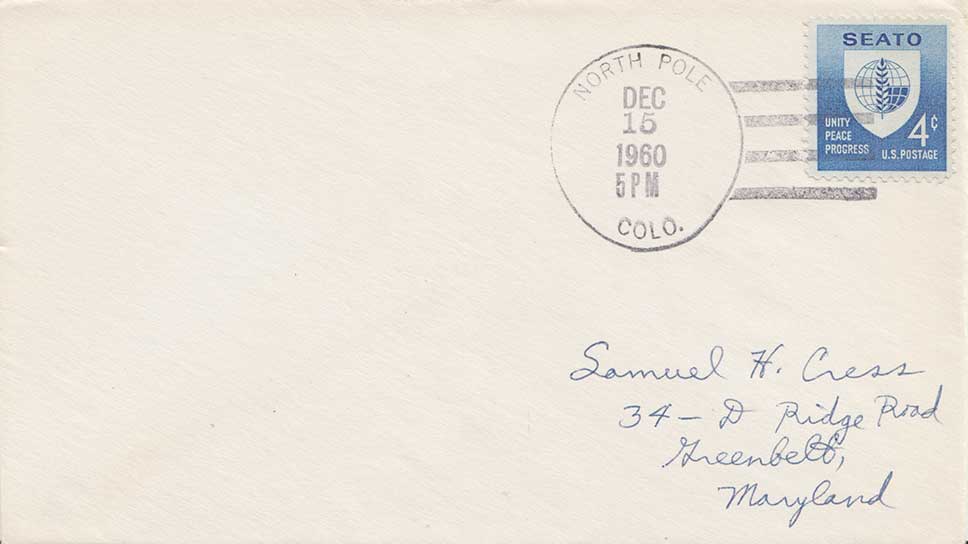 NORTH POLE
DEC
15
1960
5 PM
COLO.
SEATO
UNITY
PEACE
PROGRESS
4¢
U.S. POSTAGE
Samuel H. Cress
34 - D Ridge Road
Greenbelt,
Maryland